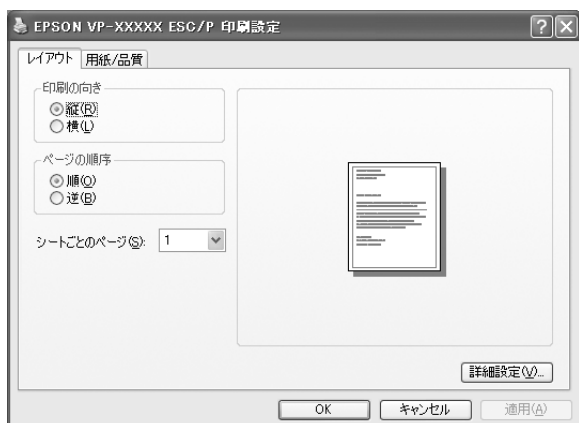 EPSON VP-XXXXX ESC/P 印刷設定
レイアウト 用紙/品質
印刷の向き
縦(R)
横(L)
ページの順序
順(O)
逆(B)
シートごとのページ(S): 1
詳細設定(V)...
OK キャンセル 適用(A)